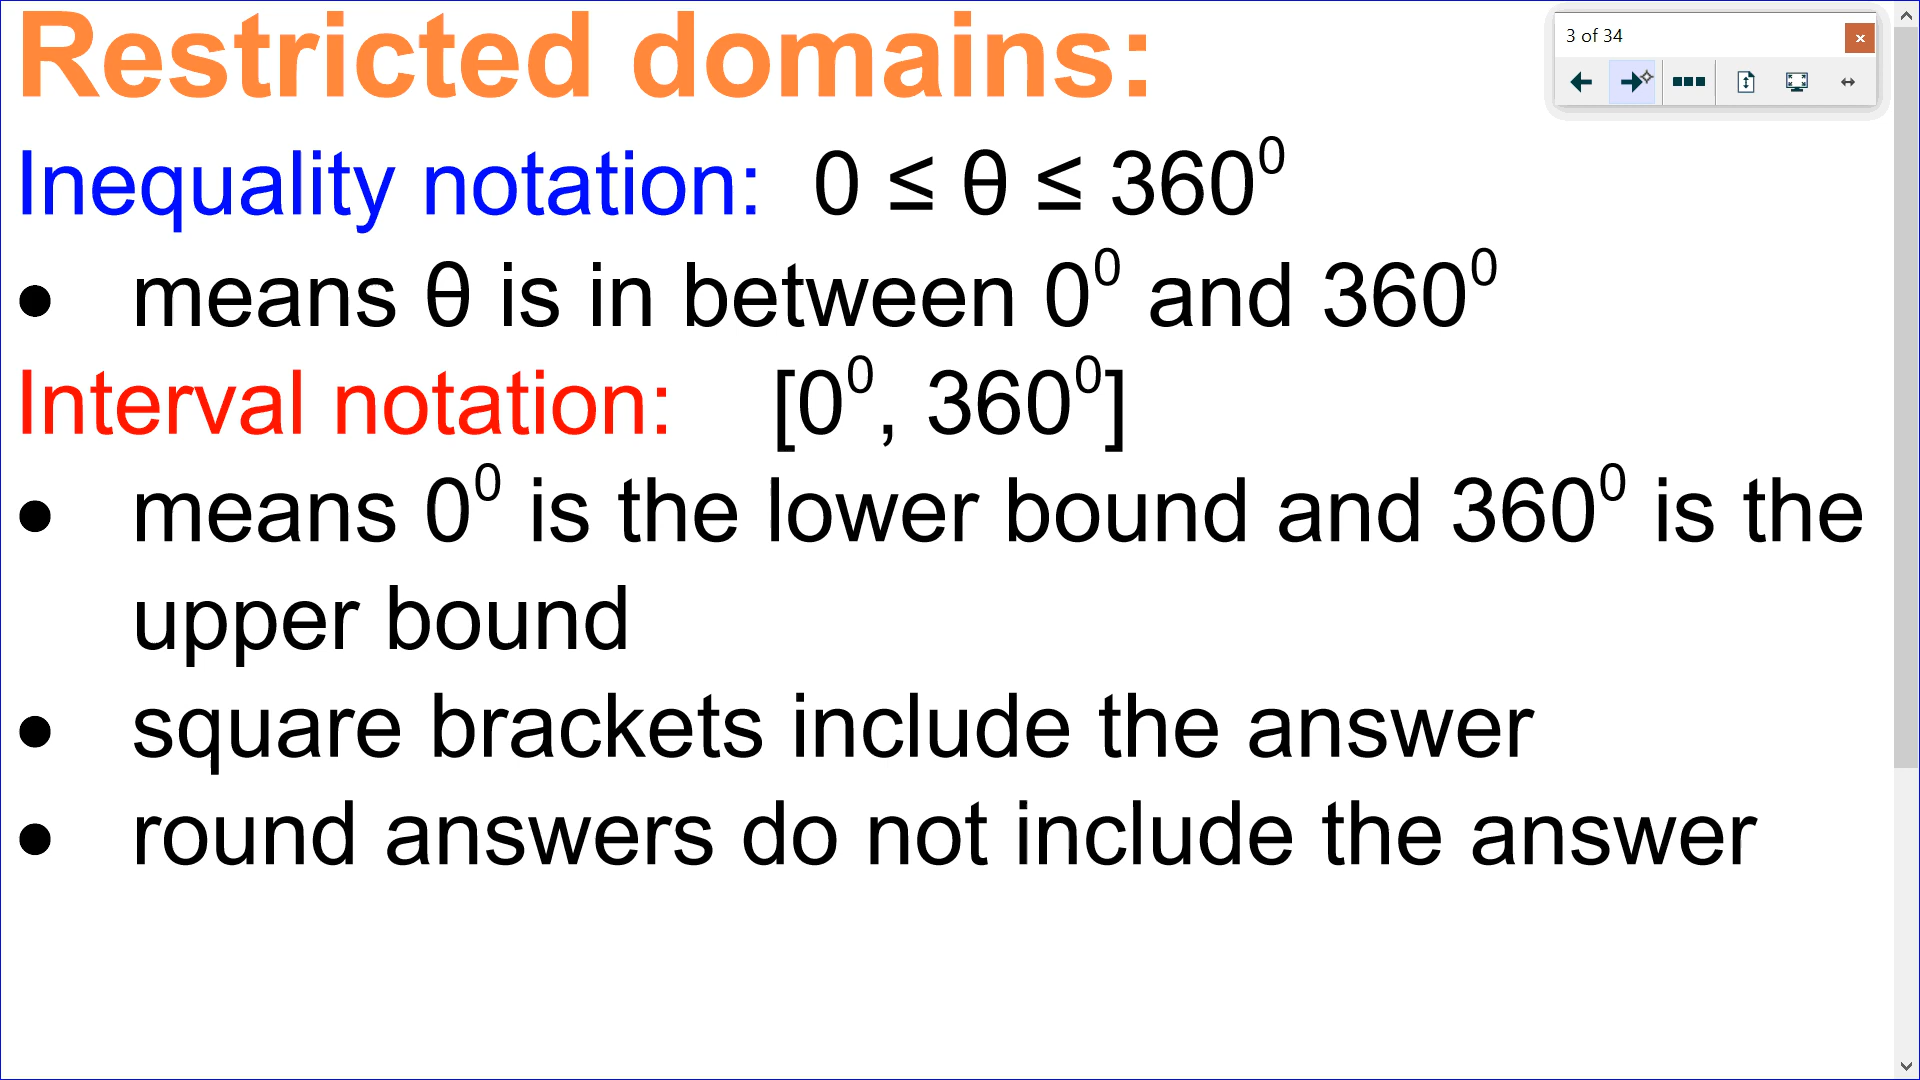 Restricted domains:
3 of 34
Inequality notation: 0 ≤ θ ≤ 360⁰
• means θ is in between 0⁰ and 360⁰
Interval notation: [0⁰, 360⁰]
• means 0⁰ is the lower bound and 360⁰ is the
upper bound
• square brackets include the answer
• round answers do not include the answer